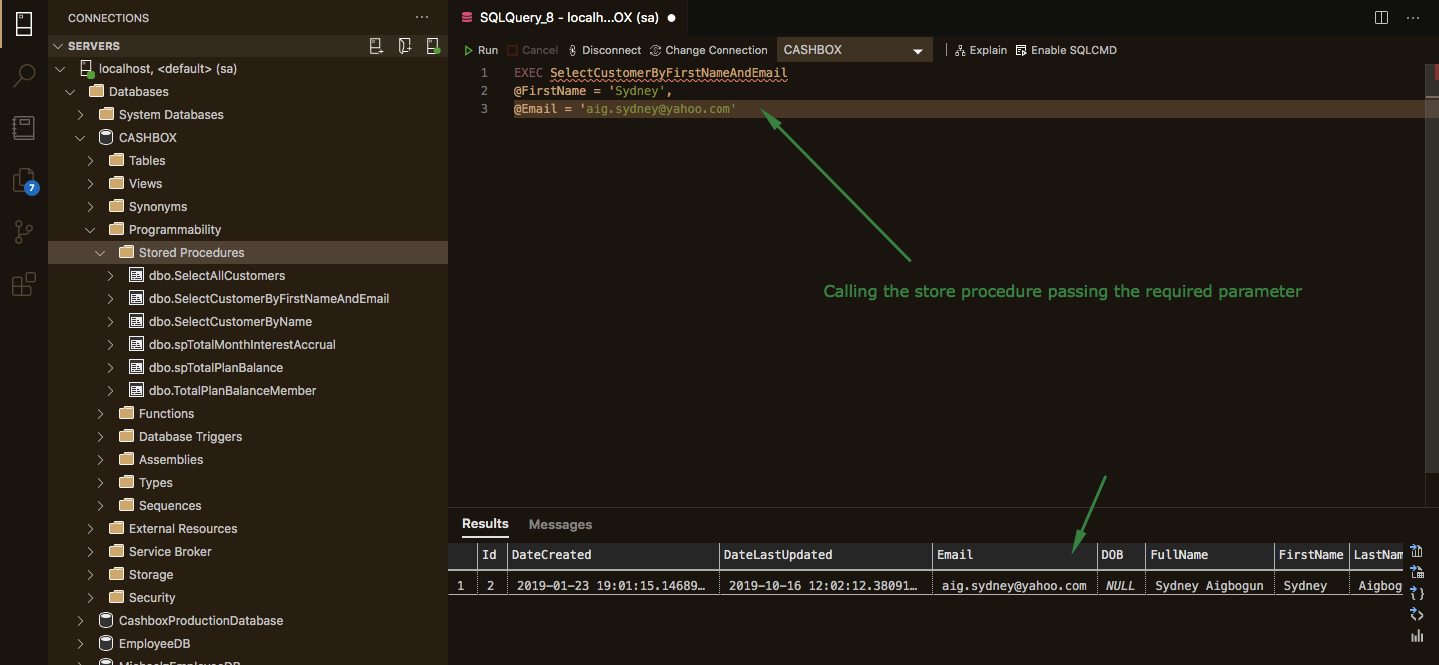 CONNECTIONS
SERVERS
localhost, <default> (sa)
Databases
System Databases
CASHBOX
Tables
Views
Synonyms
Programmability
Stored Procedures
dbo.SelectAllCustomers
dbo.SelectCustomerByFirstNameAndEmail
dbo.SelectCustomerByName
dbo.spTotalMonthInterestAccrual
dbo.spTotalPlanBalance
dbo.TotalPlanBalanceMember
Functions
Database Triggers
Assemblies
Types
Sequences
External Resources
Service Broker
Storage
Security
CashboxProductionDatabase
EmployeeDB
7
SQLQuery_8 - localh...OX (sa)
Run Cancel Disconnect Change Connection CASHBOX Explain Enable SQLCMD
1 EXEC SelectCustomerByFirstNameAndEmail
2 @FirstName = 'Sydney',
3 @Email = 'aig.sydney@yahoo.com'
Calling the store procedure passing the required parameter
Results Messages
Id DateCreated DateLastUpdated Email DOB FullName FirstName LastNam
1 2 2019-01-23 19:01:15.14689… 2019-10-16 12:02:12.38091… aig.sydney@yahoo.com NULL Sydney Aigbogun Sydney Aigbog